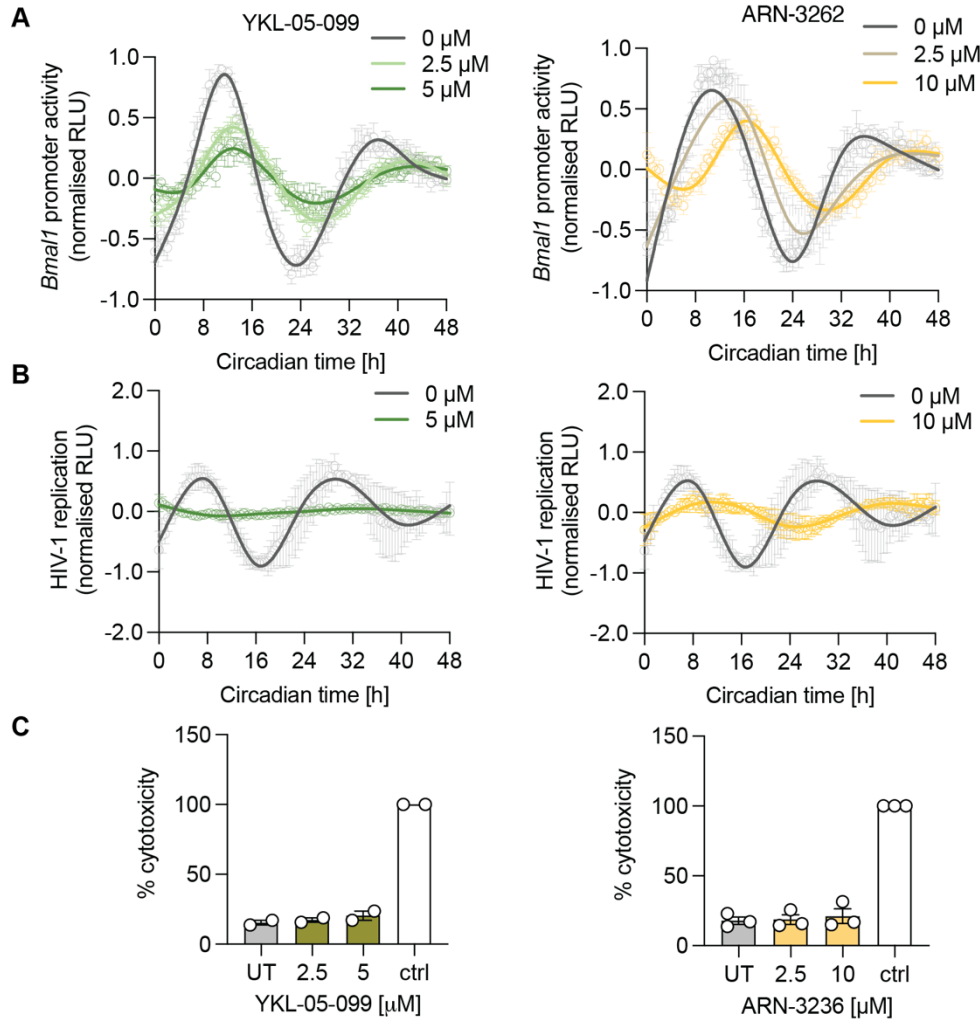 A
YKL-05-099
0 µM
2.5 µM
5 µM
Bmal1 promoter activity
(normalised RLU)
1.0
0.5
0.0
-0.5
-1.0
0 8 16 24 32 40 48
Circadian time [h]
ARN-3262
0 µM
2.5 µM
10 µM
Bmal1 promoter activity
(normalised RLU)
1.0
0.5
0.0
-0.5
-1.0
0 8 16 24 32 40 48
Circadian time [h]
B
0 µM
5 µM
HIV-1 replication
(normalised RLU)
2.0
1.0
0.0
-1.0
-2.0
0 8 16 24 32 40 48
Circadian time [h]
0 µM
10 µM
HIV-1 replication
(normalised RLU)
2.0
1.0
0.0
-1.0
-2.0
0 8 16 24 32 40 48
Circadian time [h]
C
% cytotoxicity
150
100
50
0
UT 2.5 5 ctrl
YKL-05-099 [µM]
% cytotoxicity
150
100
50
0
UT 2.5 10 ctrl
ARN-3236 [µM]